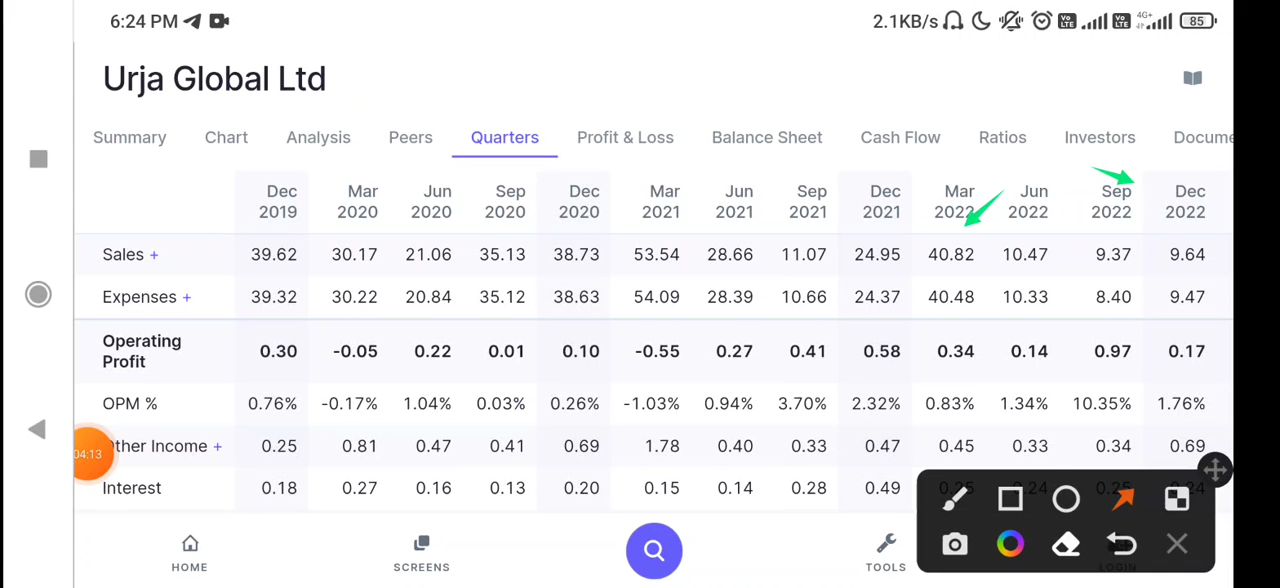 6:24 PM 2.1KB/s Vo LTE Vo LTE 4G+ 85
Urja Global Ltd
Summary Chart Analysis Peers Quarters Profit & Loss Balance Sheet Cash Flow Ratios Investors Docume
Dec Mar Jun Sep Dec Mar Jun Sep Dec Mar Jun Sep Dec
2019 2020 2020 2020 2020 2021 2021 2021 2021 2022 2022 2022 2022
Sales + 39.62 30.17 21.06 35.13 38.73 53.54 28.66 11.07 24.95 40.82 10.47 9.37 9.64
Expenses + 39.32 30.22 20.84 35.12 38.63 54.09 28.39 10.66 24.37 40.48 10.33 8.40 9.47
Operating
Profit 0.30 -0.05 0.22 0.01 0.10 -0.55 0.27 0.41 0.58 0.34 0.14 0.97 0.17
OPM % 0.76% -0.17% 1.04% 0.03% 0.26% -1.03% 0.94% 3.70% 2.32% 0.83% 1.34% 10.35% 1.76%
04:13
ther Income + 0.25 0.81 0.47 0.41 0.69 1.78 0.40 0.33 0.47 0.45 0.33 0.34 0.69
Interest 0.18 0.27 0.16 0.13 0.20 0.15 0.14 0.28 0.49
HOME SCREENS TOOLS LOGIN